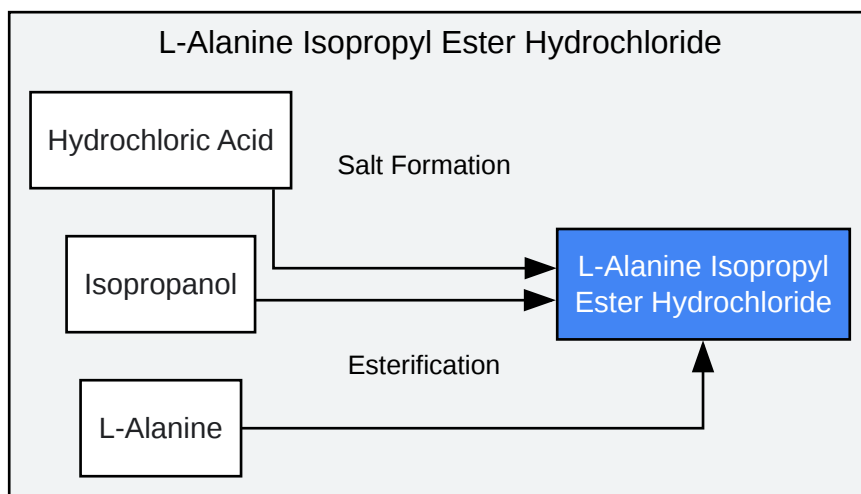 L-Alanine Isopropyl Ester Hydrochloride
Hydrochloric Acid
Salt Formation
Isopropanol
L-Alanine Isopropyl
Ester Hydrochloride
Esterification
L-Alanine